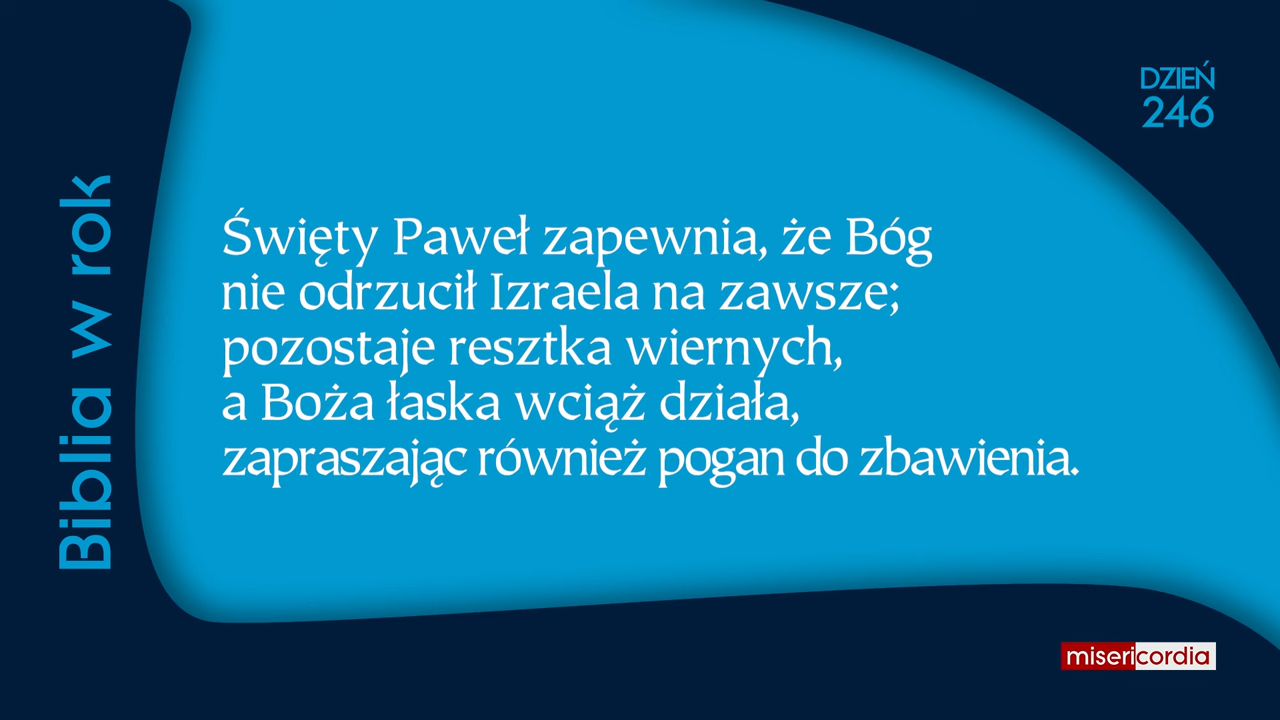 Biblia w rok
DZIEŃ
246
Święty Paweł zapewnia, że Bóg
nie odrzucił Izraela na zawsze;
pozostaje resztka wiernych,
a Boża łaska wciąż działa,
zapraszając również pogan do zbawienia.
misericordia